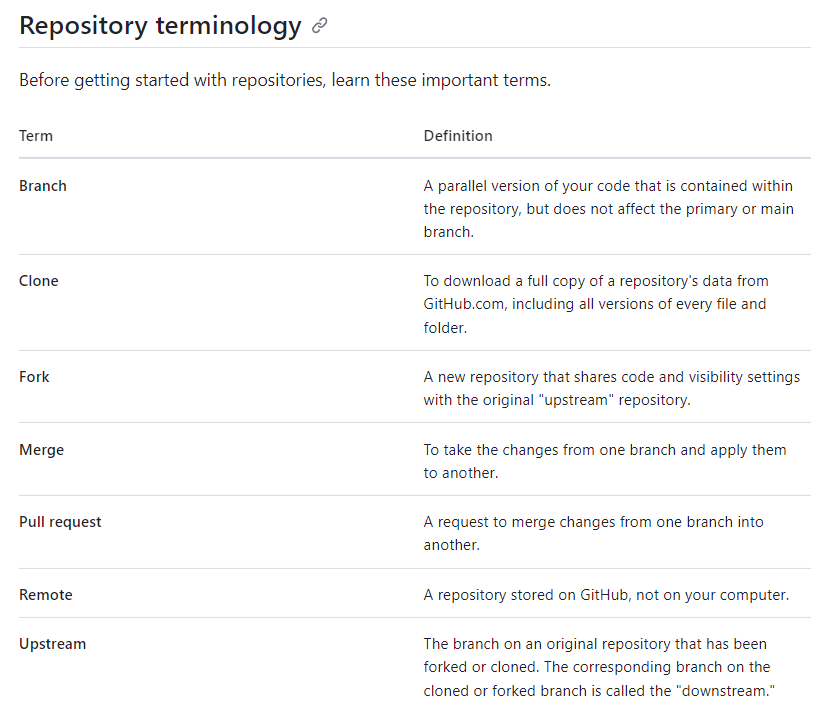 Repository terminology
Before getting started with repositories, learn these important terms.
Term Definition
Branch A parallel version of your code that is contained within
the repository, but does not affect the primary or main
branch.
Clone To download a full copy of a repository's data from
GitHub.com, including all versions of every file and
folder.
Fork A new repository that shares code and visibility settings
with the original "upstream" repository.
Merge To take the changes from one branch and apply them
to another.
Pull request A request to merge changes from one branch into
another.
Remote A repository stored on GitHub, not on your computer.
Upstream The branch on an original repository that has been
forked or cloned. The corresponding branch on the
cloned or forked branch is called the "downstream."